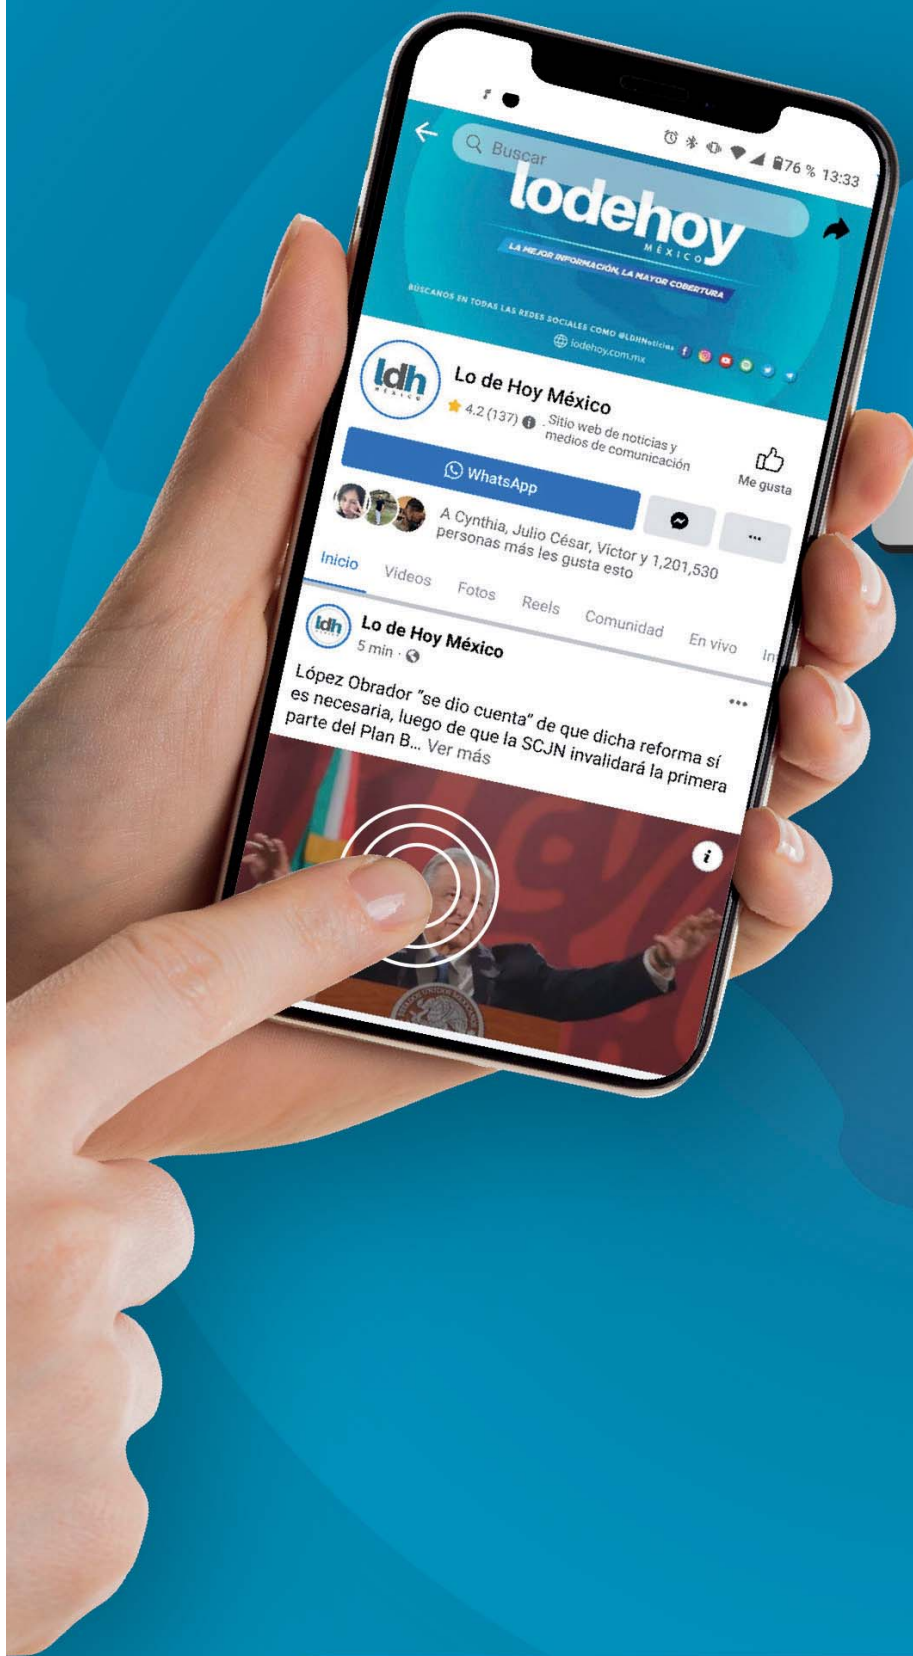 76 % 13:33
Buscar
lodehoy
MÉXICO
LA MEJOR INFORMACIÓN, LA MAYOR COBERTURA
BÚSCANOS EN TODAS LAS REDES SOCIALES COMO @LDHNoticias
lodehoy.com.mx
ldh
MÉXICO
Lo de Hoy México
4.2 (137) . Sitio web de noticias y
medios de comunicación
Me gusta
WhatsApp
A Cynthia, Julio César, Víctor y 1,201,530
personas más les gusta esto
Inicio Videos Fotos Reels Comunidad En vivo In
ldh
Lo de Hoy México
5 min ·
López Obrador "se dio cuenta" de que dicha reforma sí
es necesaria, luego de que la SCJN invalidará la primera
parte del Plan B... Ver más